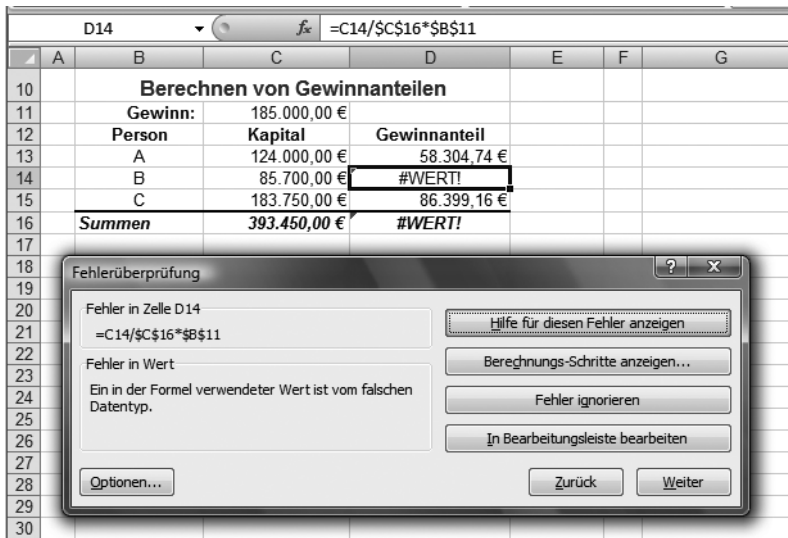 D14 fx =C14/$C$16*$B$11
A B C D E F G
10 Berechnen von Gewinnanteilen
11 Gewinn: 185.000,00 €
12 Person Kapital Gewinnanteil
13 A 124.000,00 € 58.304,74 €
14 B 85.700,00 € #WERT!
15 C 183.750,00 € 86.399,16 €
16 Summen 393.450,00 € #WERT!
17
18
19
20
21
22
23
24
25
26
27
28
29
30
Fehlerüberprüfung ? X
Fehler in Zelle D14
=C14/$C$16*$B$11
Fehler in Wert
Ein in der Formel verwendeter Wert ist vom falschen
Datentyp.
Hilfe für diesen Fehler anzeigen
Berechnungs-Schritte anzeigen...
Fehler ignorieren
In Bearbeitungsleiste bearbeiten
Optionen... Zurück Weiter